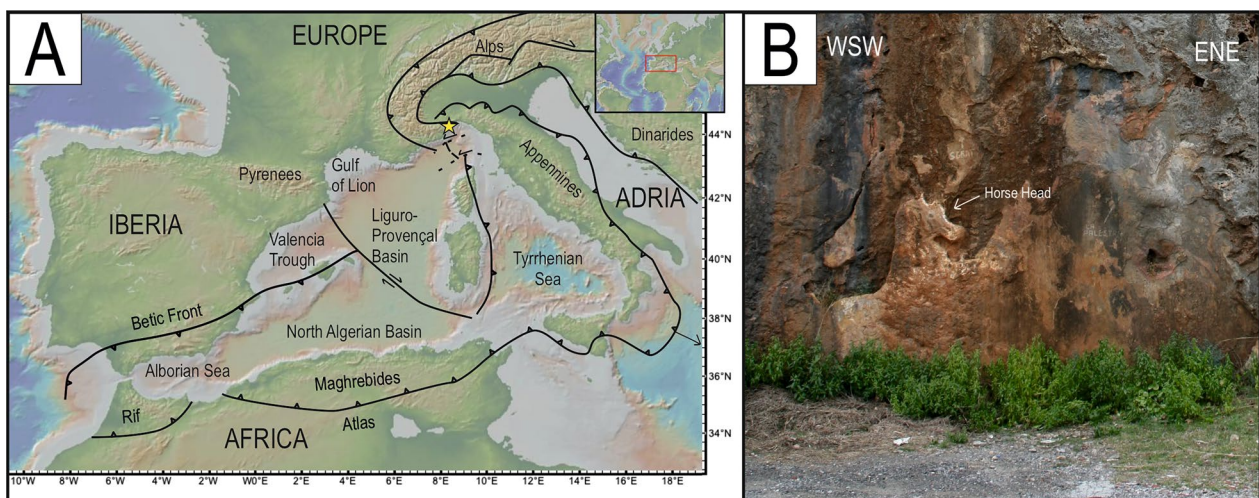 A
EUROPE
Alps
Dinarides
44°N
Pyrenees
Gulf
of Lion
Appennines
ADRIA
42°N
IBERIA
Liguro-
Provençal
Basin
Valencia
Trough
Tyrrhenian
Sea
40°N
38°N
Betic Front
North Algerian Basin
Alborian Sea
Maghrebides
36°N
Rif
Atlas
AFRICA
34°N
10°W
8°W
6°W
4°W
2°W
W0°E
2°E
4°E
6°E
8°E
10°E
12°E
14°E
16°E
18°E
B
WSW
ENE
Horse Head